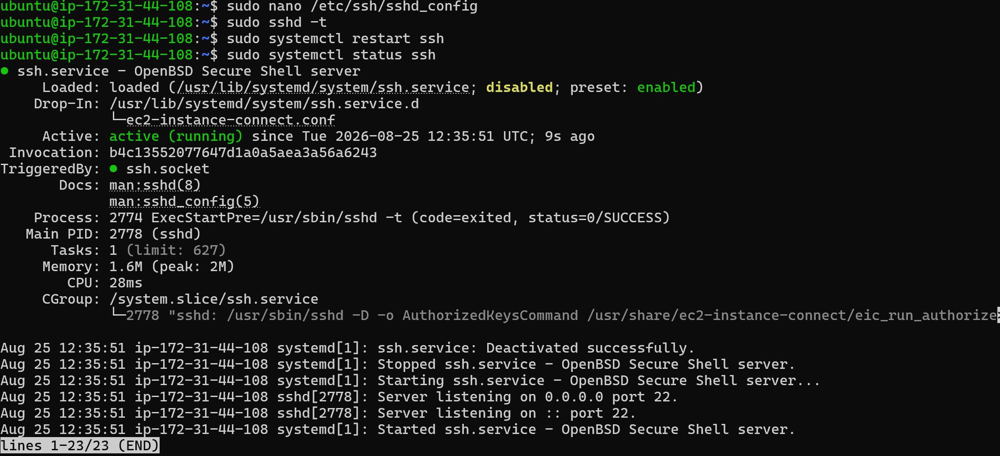 ubuntu@ip-172-31-44-108:~$ sudo nano /etc/ssh/sshd_config
ubuntu@ip-172-31-44-108:~$ sudo sshd -t
ubuntu@ip-172-31-44-108:~$ sudo systemctl restart ssh
ubuntu@ip-172-31-44-108:~$ sudo systemctl status ssh
● ssh.service - OpenBSD Secure Shell server
     Loaded: loaded (/usr/lib/systemd/system/ssh.service; disabled; preset: enabled)
    Drop-In: /usr/lib/systemd/system/ssh.service.d
             └─ec2-instance-connect.conf
     Active: active (running) since Tue 2026-08-25 12:35:51 UTC; 9s ago
 Invocation: b4c13552077647d1a0a5aea3a56a6243
TriggeredBy: ● ssh.socket
       Docs: man:sshd(8)
             man:sshd_config(5)
    Process: 2774 ExecStartPre=/usr/sbin/sshd -t (code=exited, status=0/SUCCESS)
   Main PID: 2778 (sshd)
      Tasks: 1 (limit: 627)
     Memory: 1.6M (peak: 2M)
        CPU: 28ms
     CGroup: /system.slice/ssh.service
             └─2778 "sshd: /usr/sbin/sshd -D -o AuthorizedKeysCommand /usr/share/ec2-instance-connect/eic_run_authorize>

Aug 25 12:35:51 ip-172-31-44-108 systemd[1]: ssh.service: Deactivated successfully.
Aug 25 12:35:51 ip-172-31-44-108 systemd[1]: Stopped ssh.service - OpenBSD Secure Shell server.
Aug 25 12:35:51 ip-172-31-44-108 systemd[1]: Starting ssh.service - OpenBSD Secure Shell server...
Aug 25 12:35:51 ip-172-31-44-108 sshd[2778]: Server listening on 0.0.0.0 port 22.
Aug 25 12:35:51 ip-172-31-44-108 sshd[2778]: Server listening on :: port 22.
Aug 25 12:35:51 ip-172-31-44-108 systemd[1]: Started ssh.service - OpenBSD Secure Shell server.
lines 1-23/23 (END)